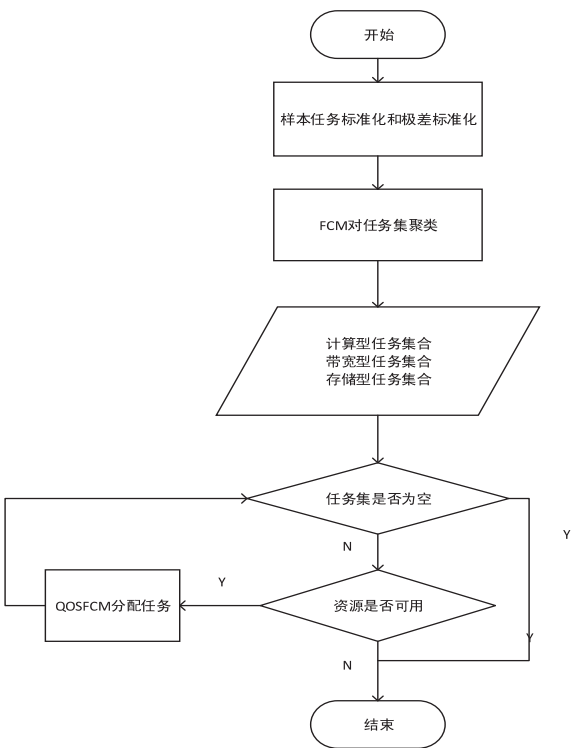 开始
样本任务标准化和极差标准化
FCM对任务集聚类
计算型任务集合
带宽型任务集合
存储型任务集合
任务集是否为空
Y
N
Y
QOSFCM分配任务
资源是否可用
Y
N
结束